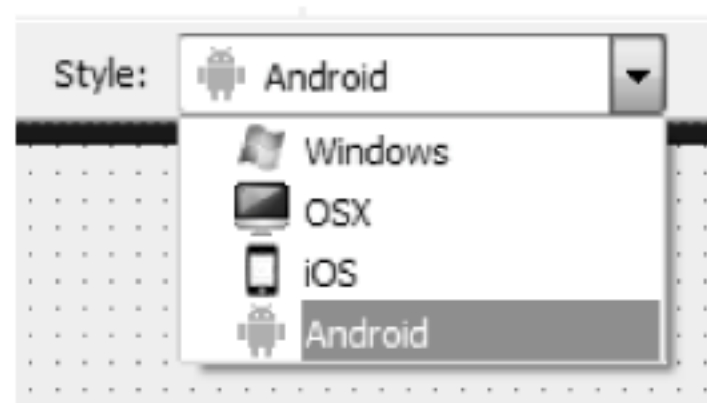 Style: Android
Windows
OSX
iOS
Android